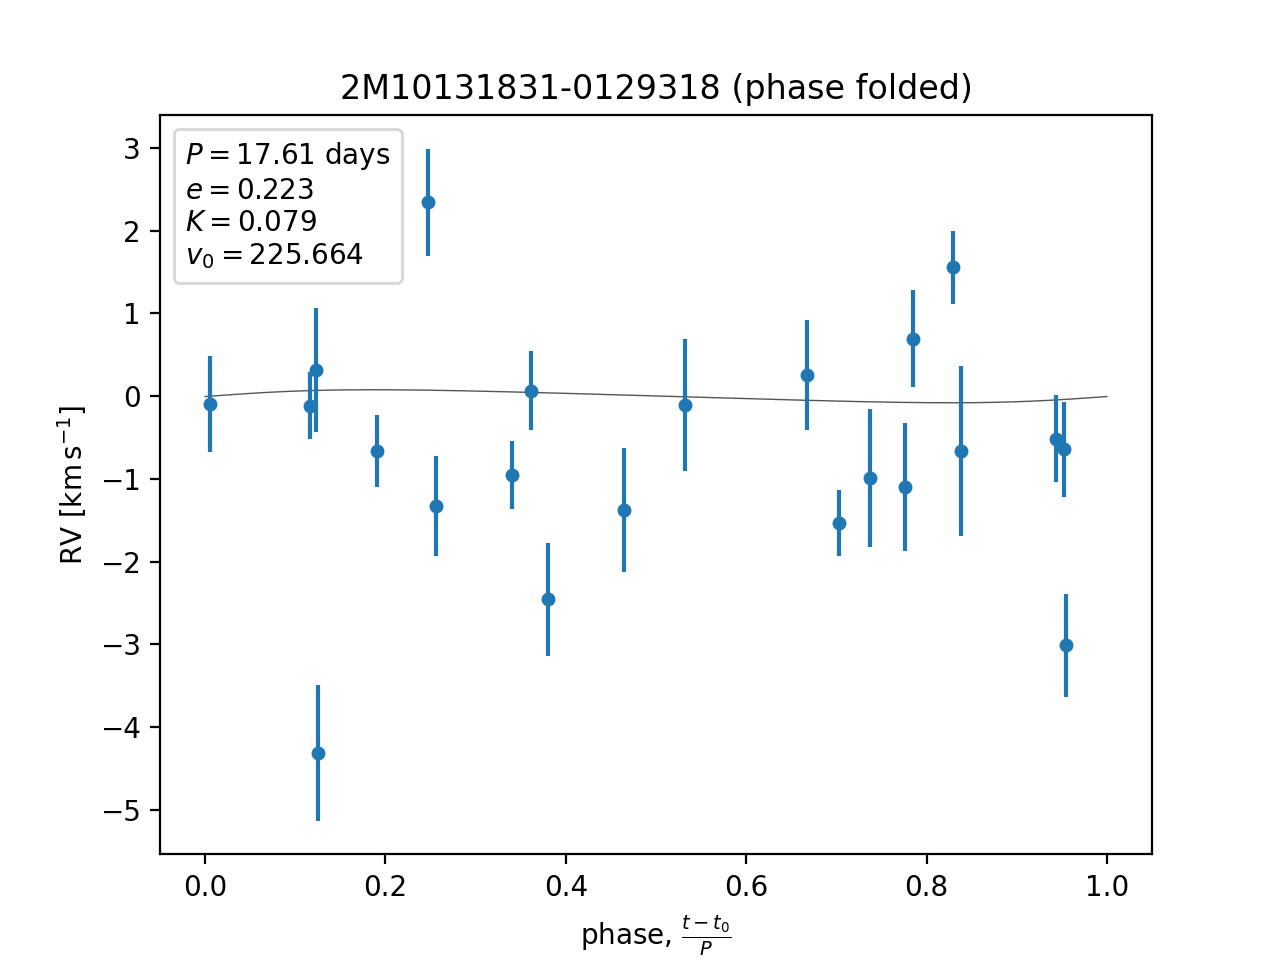 2M10131831-0129318 (phase folded)
P = 17.61 days
e = 0.223
K = 0.079
v₀ = 225.664
3
2
1
0
−1
−2
−3
−4
−5
RV [km s⁻¹]
0.0 0.2 0.4 0.6 0.8 1.0
phase, (t − t₀)/P